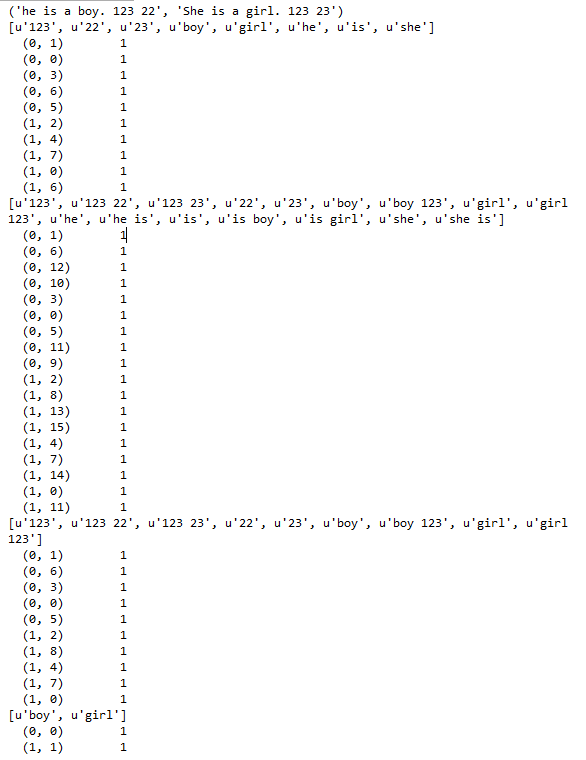 ('he is a boy. 123 22', 'She is a girl. 123 23')
[u'123', u'22', u'23', u'boy', u'girl', u'he', u'is', u'she']
(0, 1) 1
(0, 0) 1
(0, 3) 1
(0, 6) 1
(0, 5) 1
(1, 2) 1
(1, 4) 1
(1, 7) 1
(1, 0) 1
(1, 6) 1
[u'123', u'123 22', u'123 23', u'22', u'23', u'boy', u'boy 123', u'girl', u'girl
123', u'he', u'he is', u'is', u'is boy', u'is girl', u'she', u'she is']
(0, 1) 1
(0, 6) 1
(0, 12) 1
(0, 10) 1
(0, 3) 1
(0, 0) 1
(0, 5) 1
(0, 11) 1
(0, 9) 1
(1, 2) 1
(1, 8) 1
(1, 13) 1
(1, 15) 1
(1, 4) 1
(1, 7) 1
(1, 14) 1
(1, 0) 1
(1, 11) 1
[u'123', u'123 22', u'123 23', u'22', u'23', u'boy', u'boy 123', u'girl', u'girl
123']
(0, 1) 1
(0, 6) 1
(0, 3) 1
(0, 0) 1
(0, 5) 1
(1, 2) 1
(1, 8) 1
(1, 4) 1
(1, 7) 1
(1, 0) 1
[u'boy', u'girl']
(0, 0) 1
(1, 1) 1